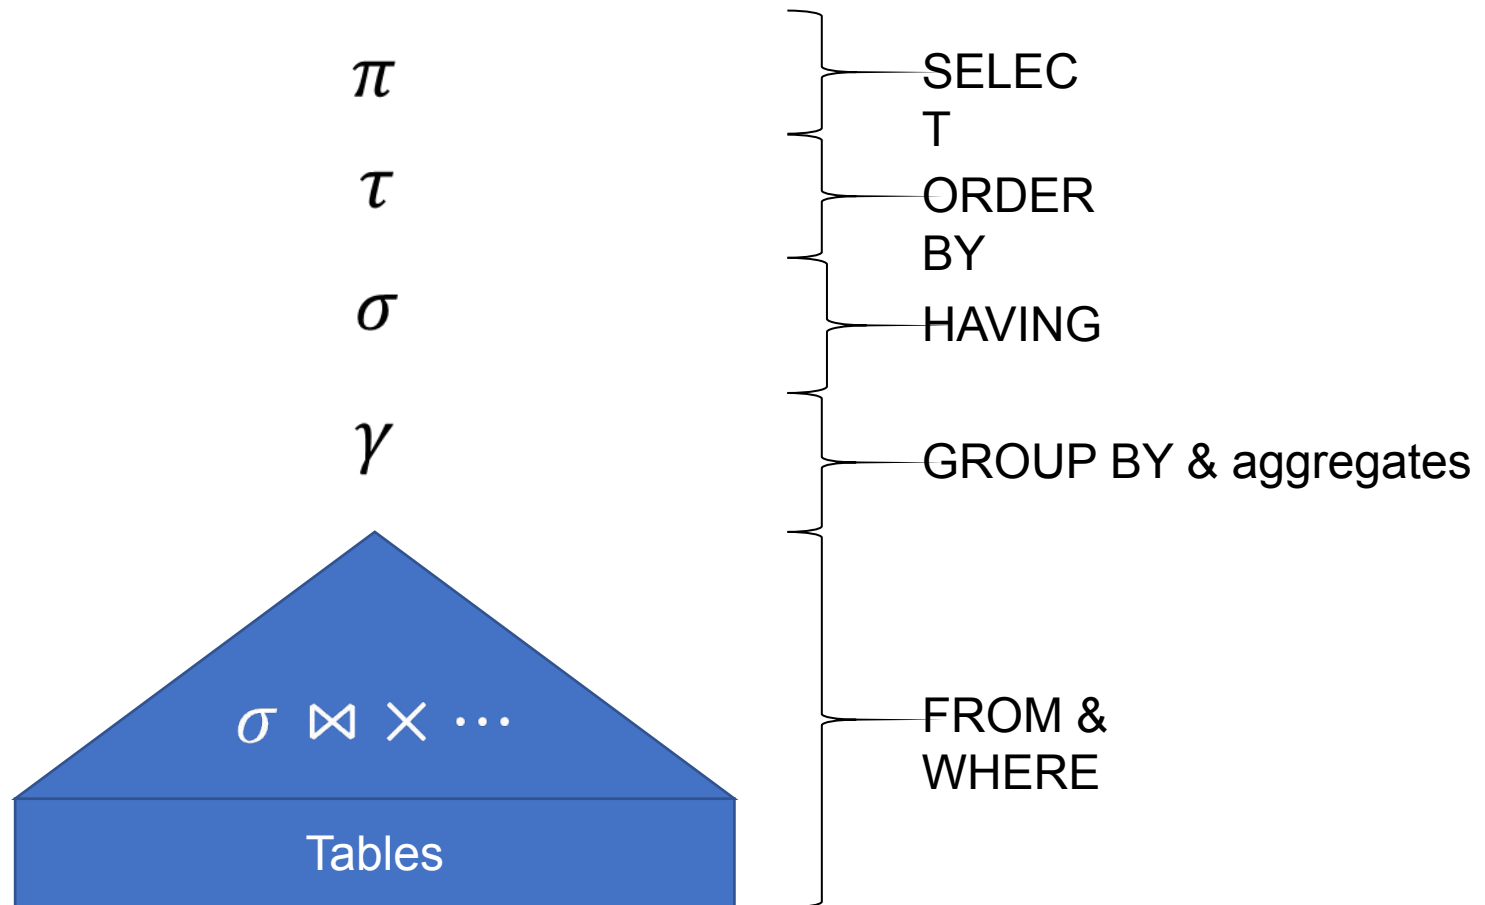 π
SELEC
T
τ
ORDER
BY
σ
HAVING
γ
GROUP BY & aggregates
σ ⋈ × ⋯
FROM &
WHERE
Tables